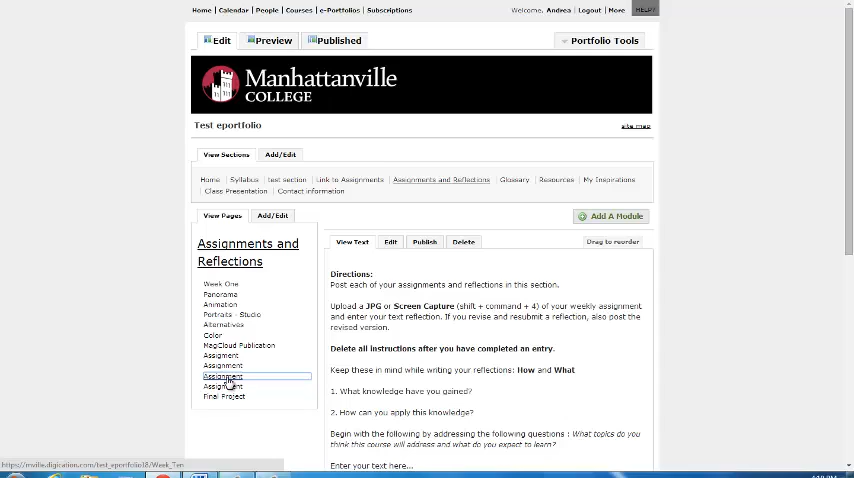 Home Calendar People Courses e-Portfolios Subscriptions Welcome, Andrea Logout More HELP?
Edit Preview Published Portfolio Tools
Manhattanville
COLLEGE
Test eportfolio site map
View Sections Add/Edit
Home Syllabus test section Link to Assignments Assignments and Reflections Glossary Resources My Inspirations
Class Presentation Contact information
View Pages Add/Edit Add A Module
Assignments and
Reflections
Week One
Panorama
Animation
Portraits - Studio
Alternatives
Color
MagCloud Publication
Assigment
Assignment
Assignment
Assignment
Final Project
View Text Edit Publish Delete Drag to reorder
Directions:
Post each of your assignments and reflections in this section.
Upload a JPG or Screen Capture (shift + command + 4) of your weekly assignment
and enter your text reflection. If you revise and resubmit a reflection, also post the
revised version.
Delete all instructions after you have completed an entry.
Keep these in mind while writing your reflections: How and What
1. What knowledge have you gained?
2. How can you apply this knowledge?
Begin with the following by addressing the following questions : What topics do you
think this course will address and what do you expect to learn?
Enter your text here...
https://mville.digication.com/test_eportfolio18/Week_Ten